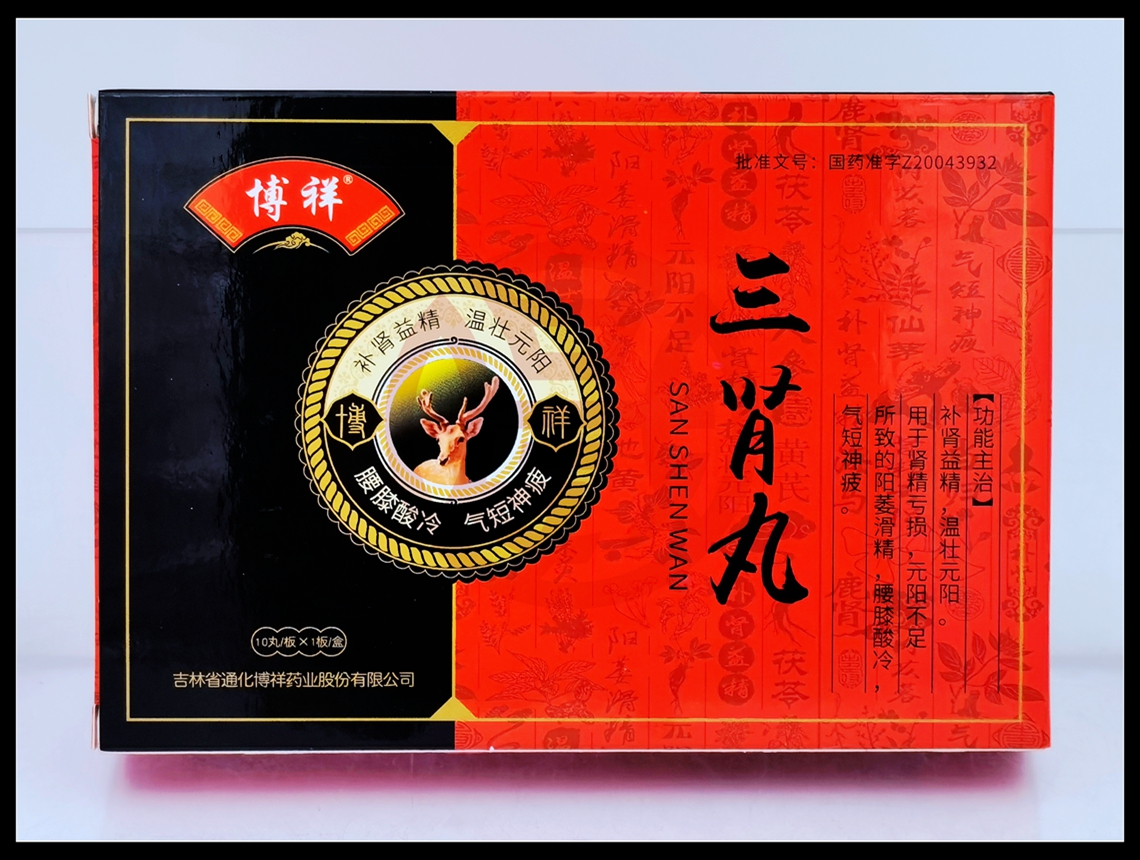 博祥®
补肾益精 温壮元阳
博 祥
腰膝酸冷 气短神疲
10丸/板×1板/盒
吉林省通化博祥药业股份有限公司
批准文号：国药准字Z20043932
三肾丸
SAN SHEN WAN
【功能主治】
补肾益精，温壮元阳。
用于肾精亏损，元阳不足
所致的阳萎滑精，腰膝酸冷，
气短神疲。